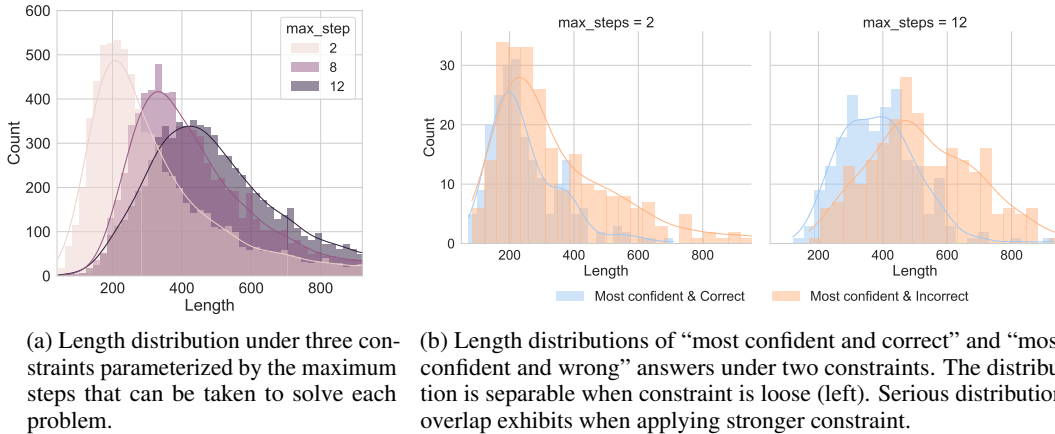 600
500
400
300
200
100
0
Count
200
400
600
800
Length
max_step
2
8
12
max_steps = 2
max_steps = 12
30
20
10
0
Count
200
400
600
800
Length
200
400
600
800
Length
Most confident & Correct
Most confident & Incorrect
(a) Length distribution under three con-
straints parameterized by the maximum
steps that can be taken to solve each
problem.
(b) Length distributions of “most confident and correct” and “mos
confident and wrong” answers under two constraints. The distribu
tion is separable when constraint is loose (left). Serious distribution
overlap exhibits when applying stronger constraint.